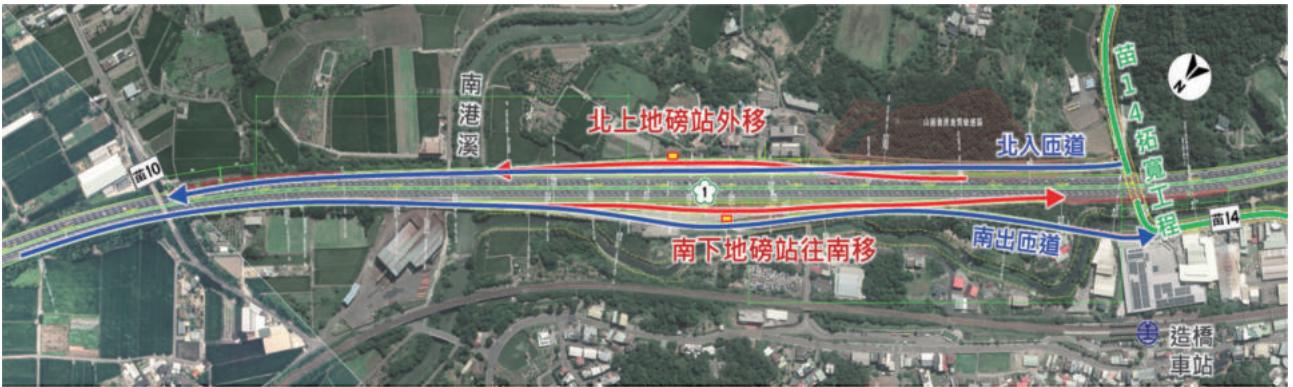 南港溪
北上地磅站外移
北入匝道
苗14拓寬工程
N
苗10
1
苗14
南下地磅站往南移
南出匝道
造橋
車站